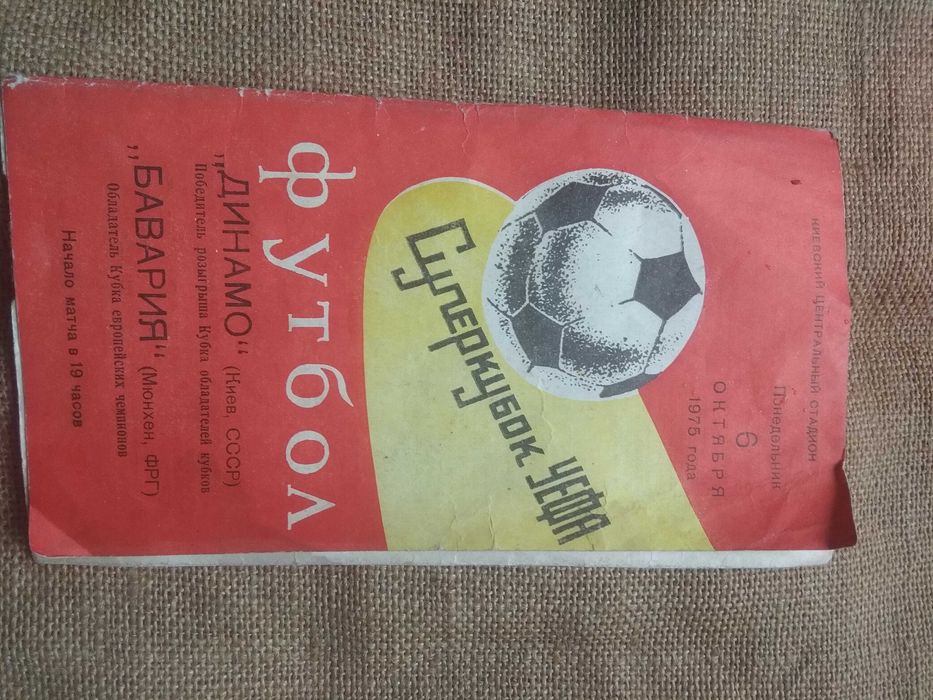 КИЕВСКИЙ ЦЕНТРАЛЬНЫЙ СТАДИОН
Понедельник
6
ОКТЯБРЯ
1975 года
Суперкубок УЕФА
ФУТБОЛ
„ДИНАМО“ (Киев, СССР)
Победитель розыгрыша Кубка обладателей кубков
„БАВАРИЯ“ (Мюнхен, ФРГ)
Обладатель Кубка европейских чемпионов
Начало матча в 19 часов